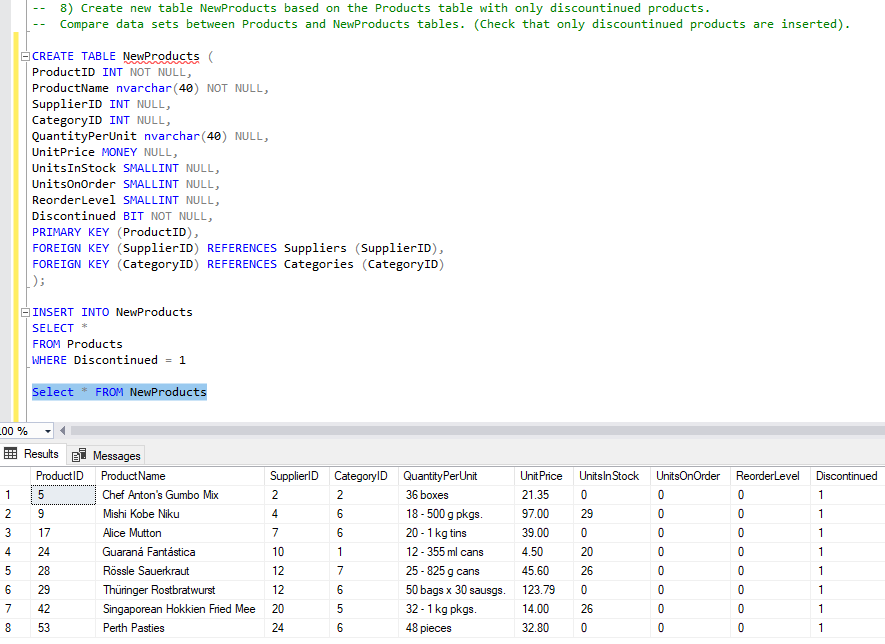 -- 8) Create new table NewProducts based on the Products table with only discountinued products.
-- Compare data sets between Products and NewProducts tables. (Check that only discountinued products are inserted).
CREATE TABLE NewProducts (
ProductID INT NOT NULL,
ProductName nvarchar(40) NOT NULL,
SupplierID INT NULL,
CategoryID INT NULL,
QuantityPerUnit nvarchar(40) NULL,
UnitPrice MONEY NULL,
UnitsInStock SMALLINT NULL,
UnitsOnOrder SMALLINT NULL,
ReorderLevel SMALLINT NULL,
Discontinued BIT NOT NULL,
PRIMARY KEY (ProductID),
FOREIGN KEY (SupplierID) REFERENCES Suppliers (SupplierID),
FOREIGN KEY (CategoryID) REFERENCES Categories (CategoryID)
);
INSERT INTO NewProducts
SELECT *
FROM Products
WHERE Discontinued = 1
Select * FROM NewProducts
.00 %
Results Messages
ProductID ProductName SupplierID CategoryID QuantityPerUnit UnitPrice UnitsInStock UnitsOnOrder ReorderLevel Discontinued
1 5 Chef Anton's Gumbo Mix 2 2 36 boxes 21.35 0 0 0 1
2 9 Mishi Kobe Niku 4 6 18 - 500 g pkgs. 97.00 29 0 0 1
3 17 Alice Mutton 7 6 20 - 1 kg tins 39.00 0 0 0 1
4 24 Guaraná Fantástica 10 1 12 - 355 ml cans 4.50 20 0 0 1
5 28 Rössle Sauerkraut 12 7 25 - 825 g cans 45.60 26 0 0 1
6 29 Thüringer Rostbratwurst 12 6 50 bags x 30 sausgs. 123.79 0 0 0 1
7 42 Singaporean Hokkien Fried Mee 20 5 32 - 1 kg pkgs. 14.00 26 0 0 1
8 53 Perth Pasties 24 6 48 pieces 32.80 0 0 0 1